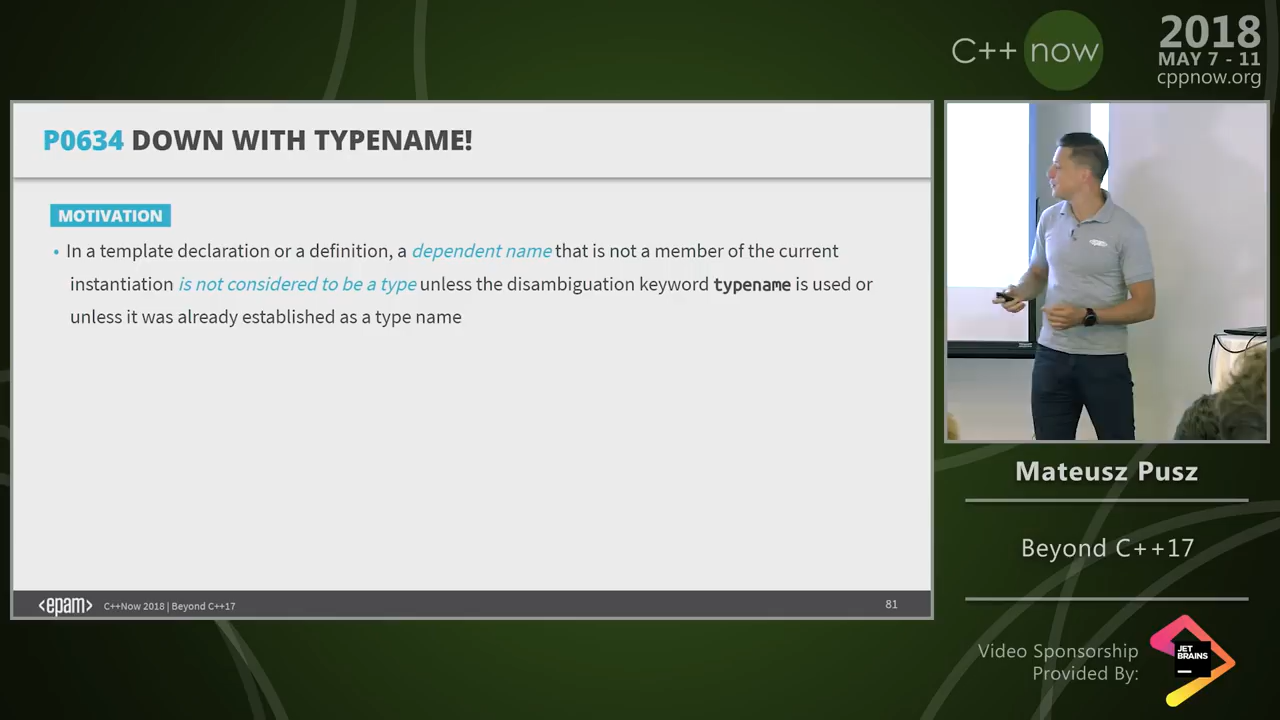 C++ now
2018
MAY 7 - 11
cppnow.org
P0634 DOWN WITH TYPENAME!
MOTIVATION
• In a template declaration or a definition, a dependent name that is not a member of the current
instantiation is not considered to be a type unless the disambiguation keyword typename is used or
unless it was already established as a type name
<epam> C++Now 2018 | Beyond C++17
81
Mateusz Pusz
Beyond C++17
Video Sponsorship
Provided By:
JET
BRAINS